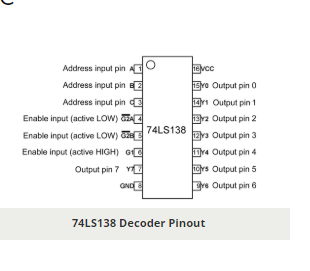 Address input pin A 1 16 VCC
Address input pin B 2 15 Y0 Output pin 0
Address input pin C 3 14 Y1 Output pin 1
Enable input (active LOW) G2A 4 13 Y2 Output pin 2
Enable input (active LOW) G2B 5 74LS138 12 Y3 Output pin 3
Enable input (active HIGH) G1 6 11 Y4 Output pin 4
Output pin 7 Y7 7 10 Y5 Output pin 5
GND 8 9 Y6 Output pin 6
74LS138 Decoder Pinout